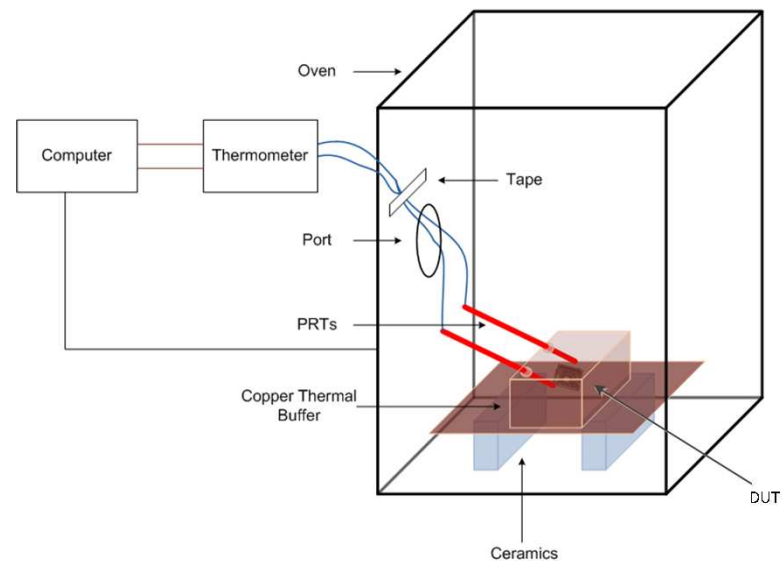 Oven
Computer
Thermometer
Tape
Port
PRTs
Copper Thermal
Buffer
DUT
Ceramics